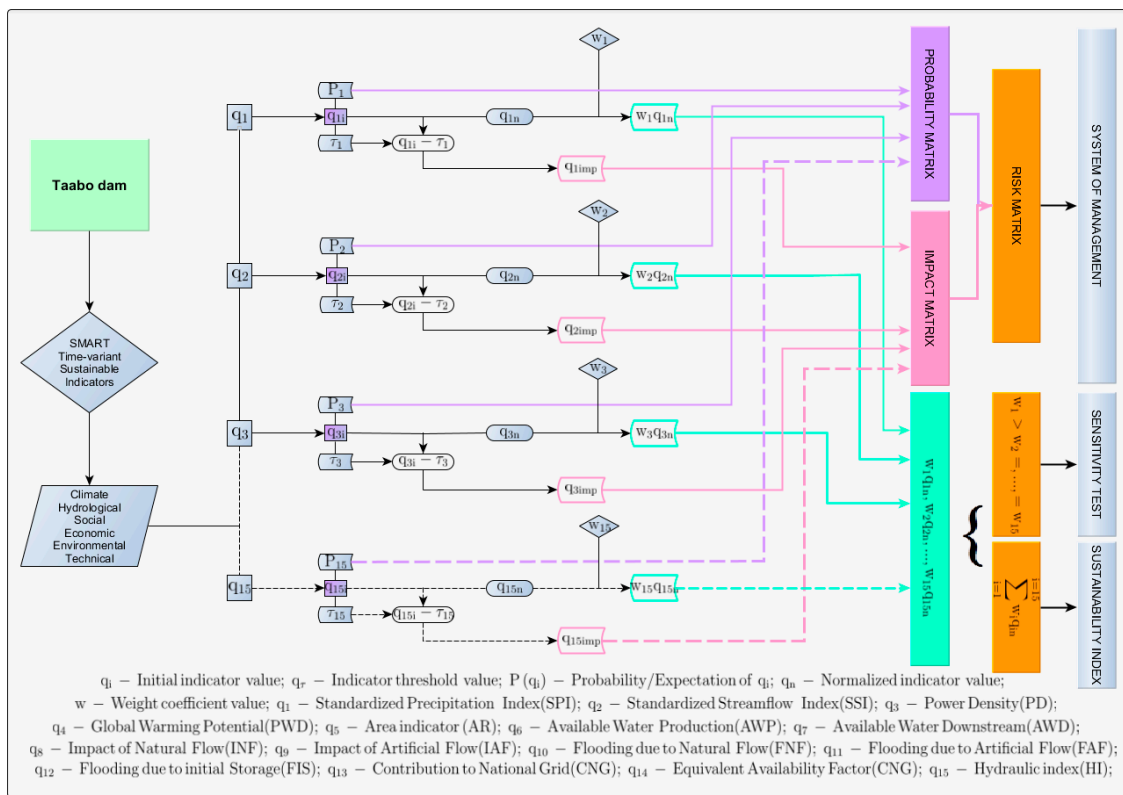 Taabo dam
SMART
Time-variant
Sustainable
Indicators
Climate
Hydrological
Social
Economic
Environmental
Technical
q₁
P₁
q₁ᵢ
τ₁
q₁ᵢ − τ₁
q₁ₙ
w₁
w₁q₁ₙ
q₁imp
q₂
P₂
q₂ᵢ
τ₂
q₂ᵢ − τ₂
q₂ₙ
w₂
w₂q₂ₙ
q₂imp
q₃
P₃
q₃ᵢ
τ₃
q₃ᵢ − τ₃
q₃ₙ
w₃
w₃q₃ₙ
q₃imp
q₁₅
P₁₅
q₁₅ᵢ
τ₁₅
q₁₅ᵢ − τ₁₅
q₁₅ₙ
w₁₅
w₁₅q₁₅ₙ
q₁₅imp
PROBABILITY MATRIX
IMPACT MATRIX
w₁q₁ₙ, w₂q₂ₙ, ..., w₁₅q₁₅ₙ
{
RISK MATRIX
w₁ > w₂ =, ..., = w₁₅
i=15
∑ wᵢqᵢₙ
i=1
SYSTEM OF MANAGEMENT
SENSITIVITY TEST
SUSTAINABILITY INDEX
qᵢ − Initial indicator value; q_τ − Indicator threshold value; P (qᵢ) − Probability/Expectation of qᵢ; qₙ − Normalized indicator value;
w − Weight coefficient value; q₁ − Standardized Precipitation Index(SPI) q₂ − Standardized Streamflow Index(SSI) q₃ − Power Density(PD);
q₄ − Global Warming Potential(PWD); q₅ − Area indicator (AR) q₆ − Available Water Production(AWP) q₇ − Available Water Downstream(AWD);
q₈ − Impact of Natural Flow(INF); q₉ − Impact of Artificial Flow(IAF); q₁₀ − Flooding due to Natural Flow(FNF); q₁₁ − Flooding due to Artificial Flow(FAF);
q₁₂ − Flooding due to initial Storage(FIS); q₁₃ − Contribution to National Grid(CNG); q₁₄ − Equivalent Availability Factor(CNG); q₁₅ − Hydraulic index(HI);